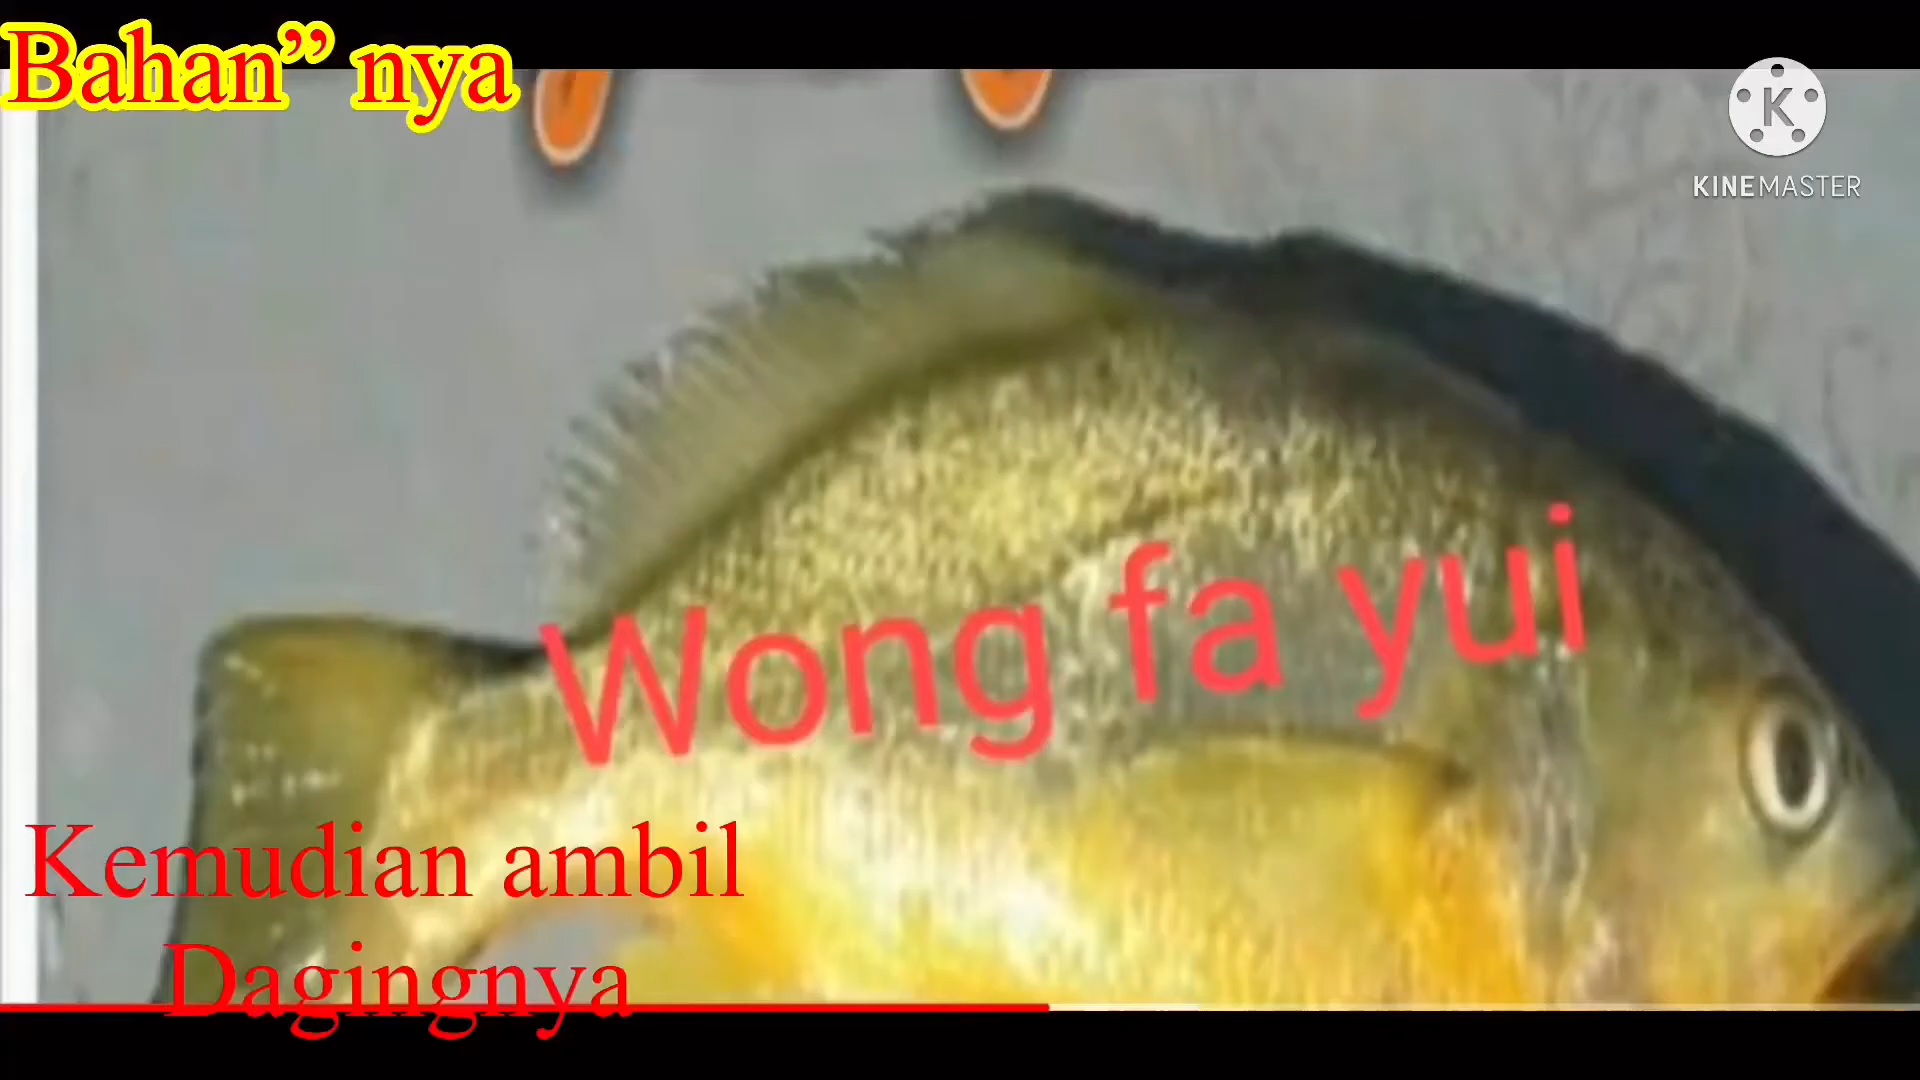 Bahan” nya
K
KINEMASTER
Wong fa yui
Kemudian ambil
Dagingnya